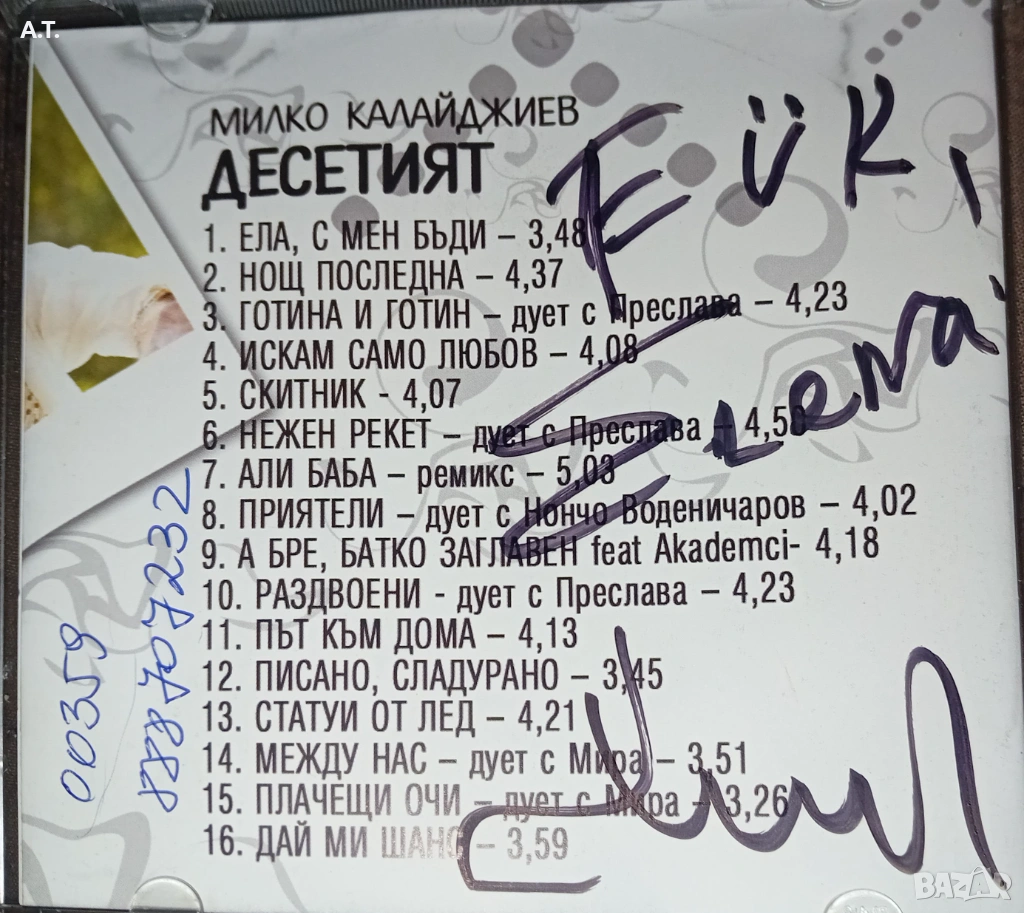 A.T.
МИЛКО КАЛАЙДЖИЕВ
ДЕСЕТИЯТ
1. ЕЛА, С МЕН БЪДИ – 3,48
2. НОЩ ПОСЛЕДНА – 4,37
3. ГОТИНА И ГОТИН – дует с Преслава – 4,23
4. ИСКАМ САМО ЛЮБОВ – 4,08
5. СКИТНИК - 4,07
6. НЕЖЕН РЕКЕТ – дует с Преслава – 4,50
7. АЛИ БАБА – ремикс – 5,03
8. ПРИЯТЕЛИ – дует с Нончо Воденичаров – 4,02
9. А БРЕ, БАТКО ЗАГЛАВЕН feat Akademci- 4,18
10. РАЗДВОЕНИ - дует с Преслава – 4,23
11. ПЪТ КЪМ ДОМА – 4,13
12. ПИСАНО, СЛАДУРАНО – 3,45
13. СТАТУИ ОТ ЛЕД – 4,21
14. МЕЖДУ НАС – дует с Мира – 3,51
15. ПЛАЧЕЩИ ОЧИ – дует с Мира – 3,26
16. ДАЙ МИ ШАНС – 3,59
00359
887707232
BAZAR